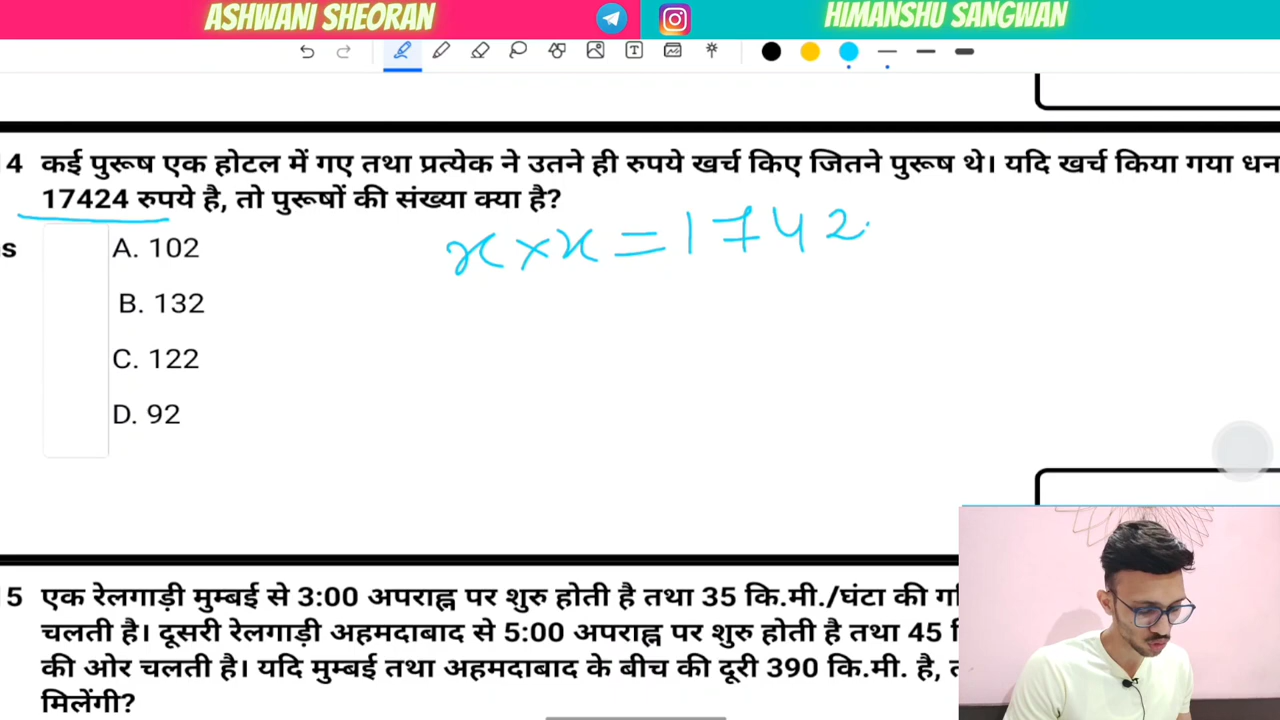 ASHWANI SHEORAN
HIMANSHU SANGWAN
4 कई पुरूष एक होटल में गए तथा प्रत्येक ने उतने ही रुपये खर्च किए जितने पुरूष थे। यदि खर्च किया गया धन
17424 रुपये है, तो पुरूषों की संख्या क्या है?
x × x = 1742
s
A. 102
B. 132
C. 122
D. 92
5 एक रेलगाड़ी मुम्बई से 3:00 अपराह्न पर शुरु होती है तथा 35 कि.मी./घंटा की
चलती है। दूसरी रेलगाड़ी अहमदाबाद से 5:00 अपराह्न पर शुरु होती है तथा 45
की ओर चलती है। यदि मुम्बई तथा अहमदाबाद के बीच की दूरी 390 कि.मी. है,
मिलेंगी?